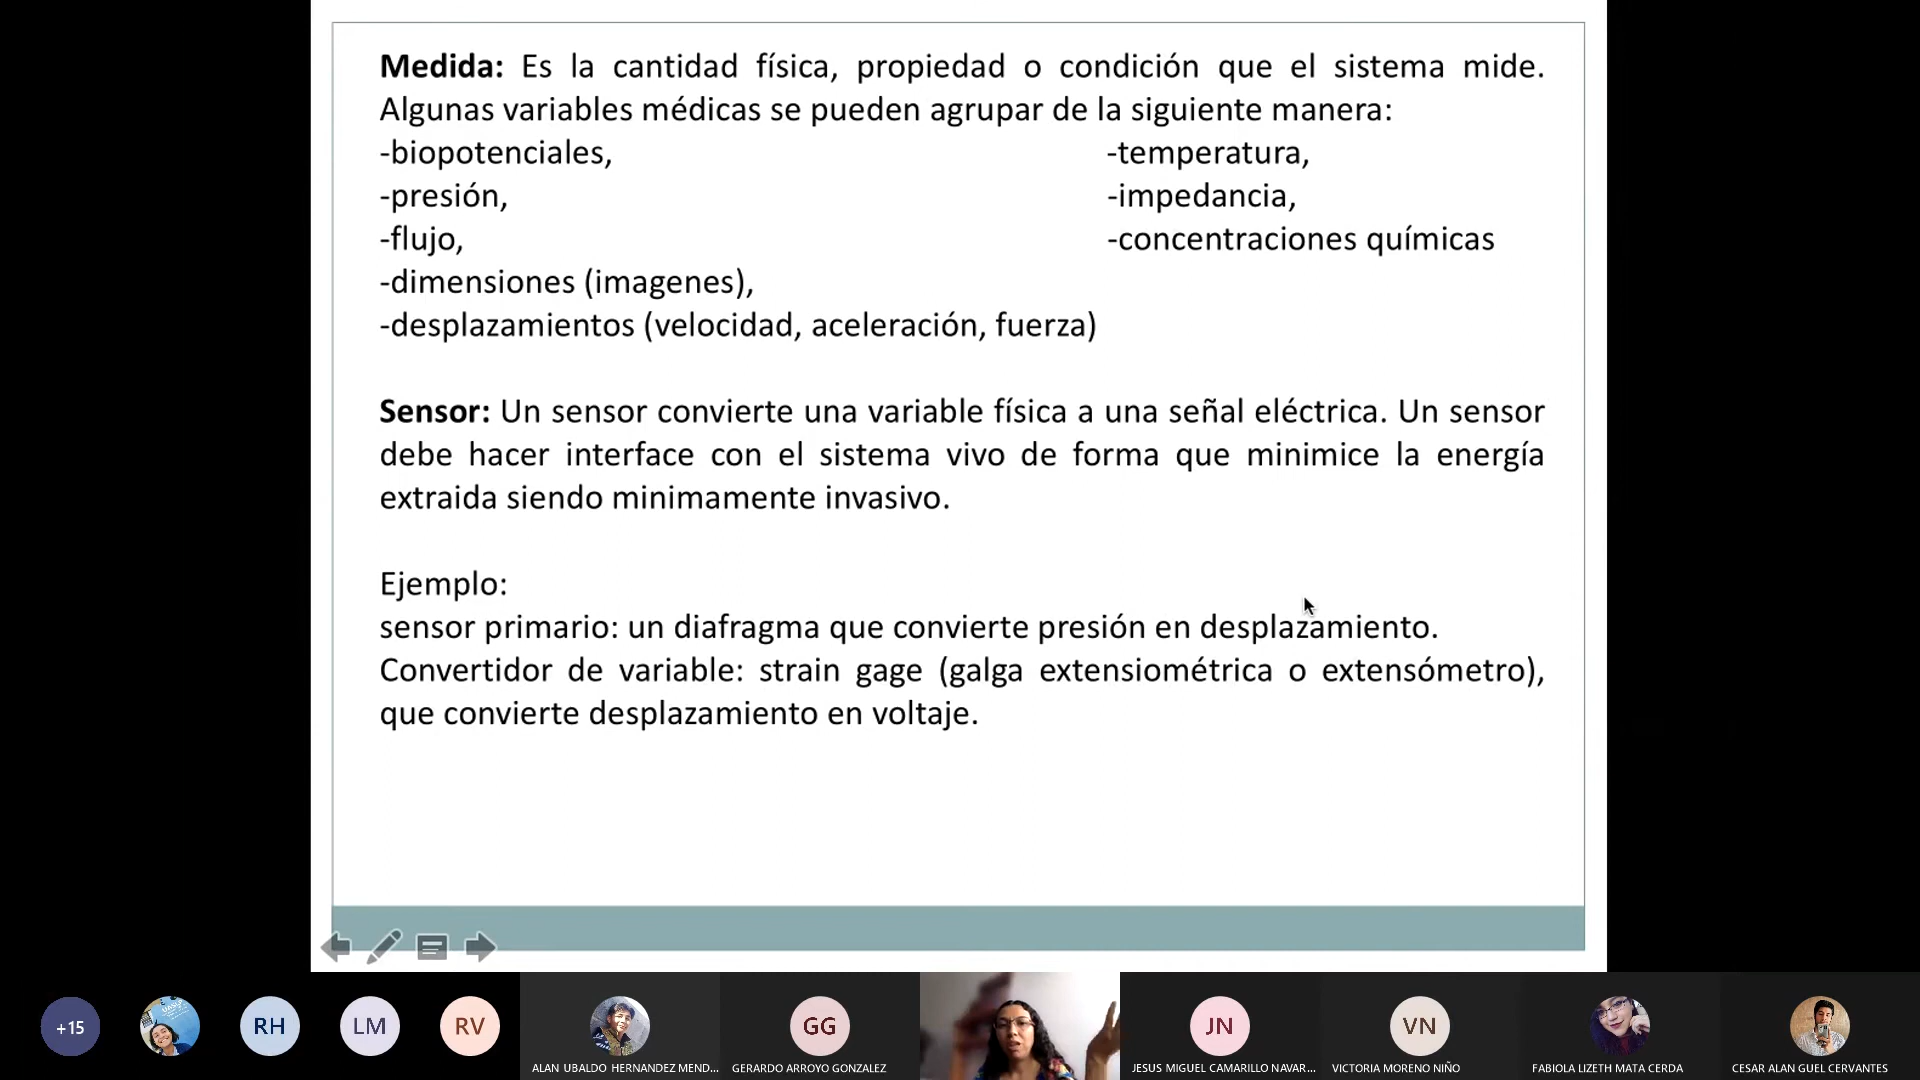 Medida: Es la cantidad física, propiedad o condición que el sistema mide.
Algunas variables médicas se pueden agrupar de la siguiente manera:
-biopotenciales,
-presión,
-flujo,
-dimensiones (imagenes),
-desplazamientos (velocidad, aceleración, fuerza)
-temperatura,
-impedancia,
-concentraciones químicas
Sensor: Un sensor convierte una variable física a una señal eléctrica. Un sensor
debe hacer interface con el sistema vivo de forma que minimice la energía
extraida siendo minimamente invasivo.
Ejemplo:
sensor primario: un diafragma que convierte presión en desplazamiento.
Convertidor de variable: strain gage (galga extensiométrica o extensómetro),
que convierte desplazamiento en voltaje.
+15
RH
LM
RV
ALAN UBALDO HERNANDEZ MEND...
GG
GERARDO ARROYO GONZALEZ
JN
JESUS MIGUEL CAMARILLO NAVAR...
VN
VICTORIA MORENO NIÑO
FABIOLA LIZETH MATA CERDA
CESAR ALAN GUEL CERVANTES